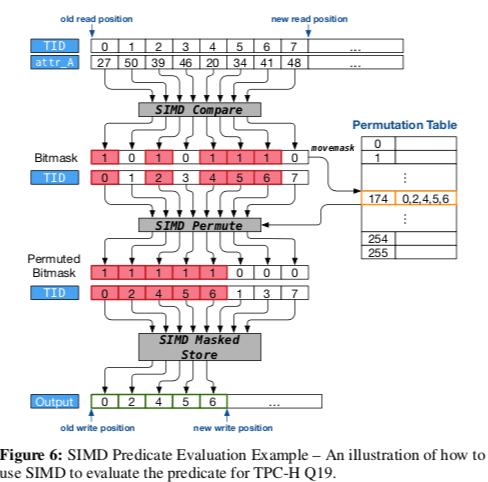 old read position new read position
TID 0 1 2 3 4 5 6 7 ...
attr_A 27 50 39 46 20 34 41 48 ...
SIMD Compare
Permutation Table
Bitmask 1 0 1 0 1 1 1 0 movemask
0
1
TID 0 1 2 3 4 5 6 7
⋮
174 0,2,4,5,6
SIMD Permute
⋮
254
255
Permuted
Bitmask 1 1 1 1 1 0 0 0
TID 0 2 4 5 6 1 3 7
SIMD Masked
Store
Output 0 2 4 5 6 ...
old write position new write position
Figure 6: SIMD Predicate Evaluation Example – An illustration of how to
use SIMD to evaluate the predicate for TPC-H Q19.